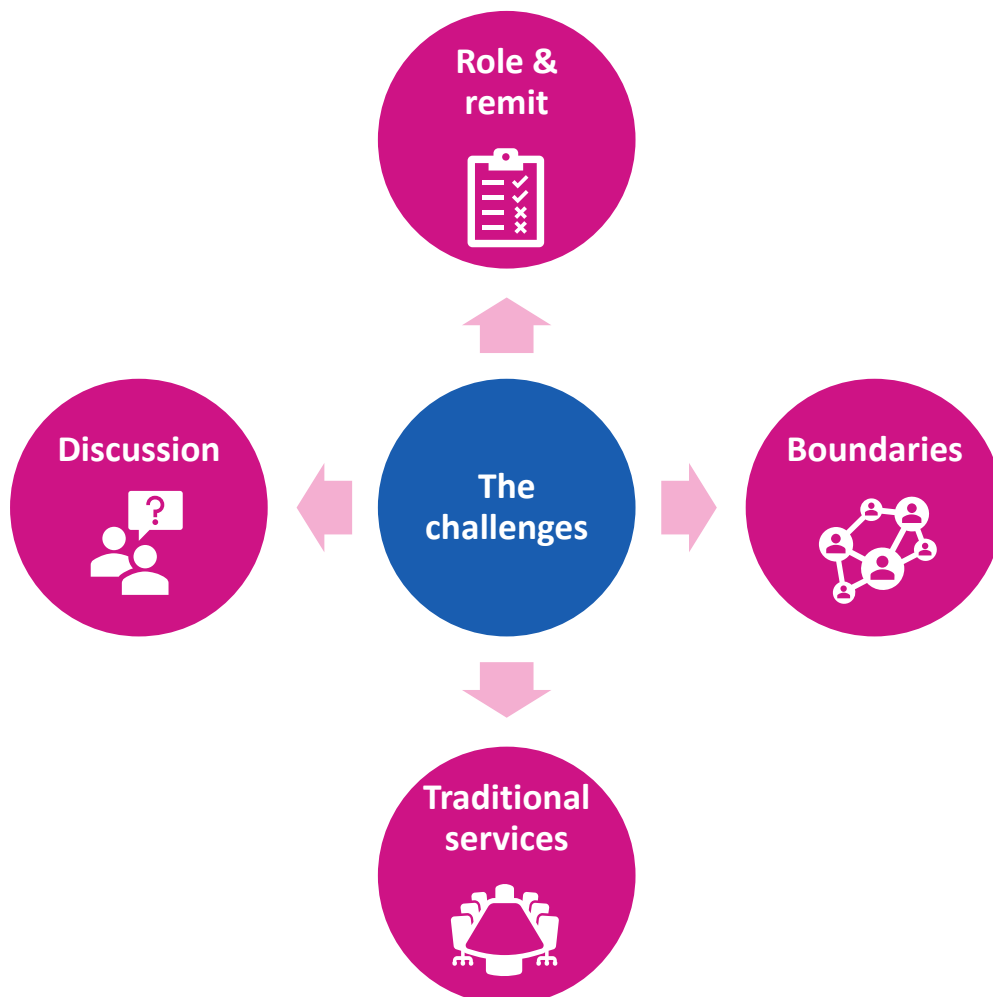 Role &
remit
Discussion
?
The
challenges
Boundaries
Traditional
services